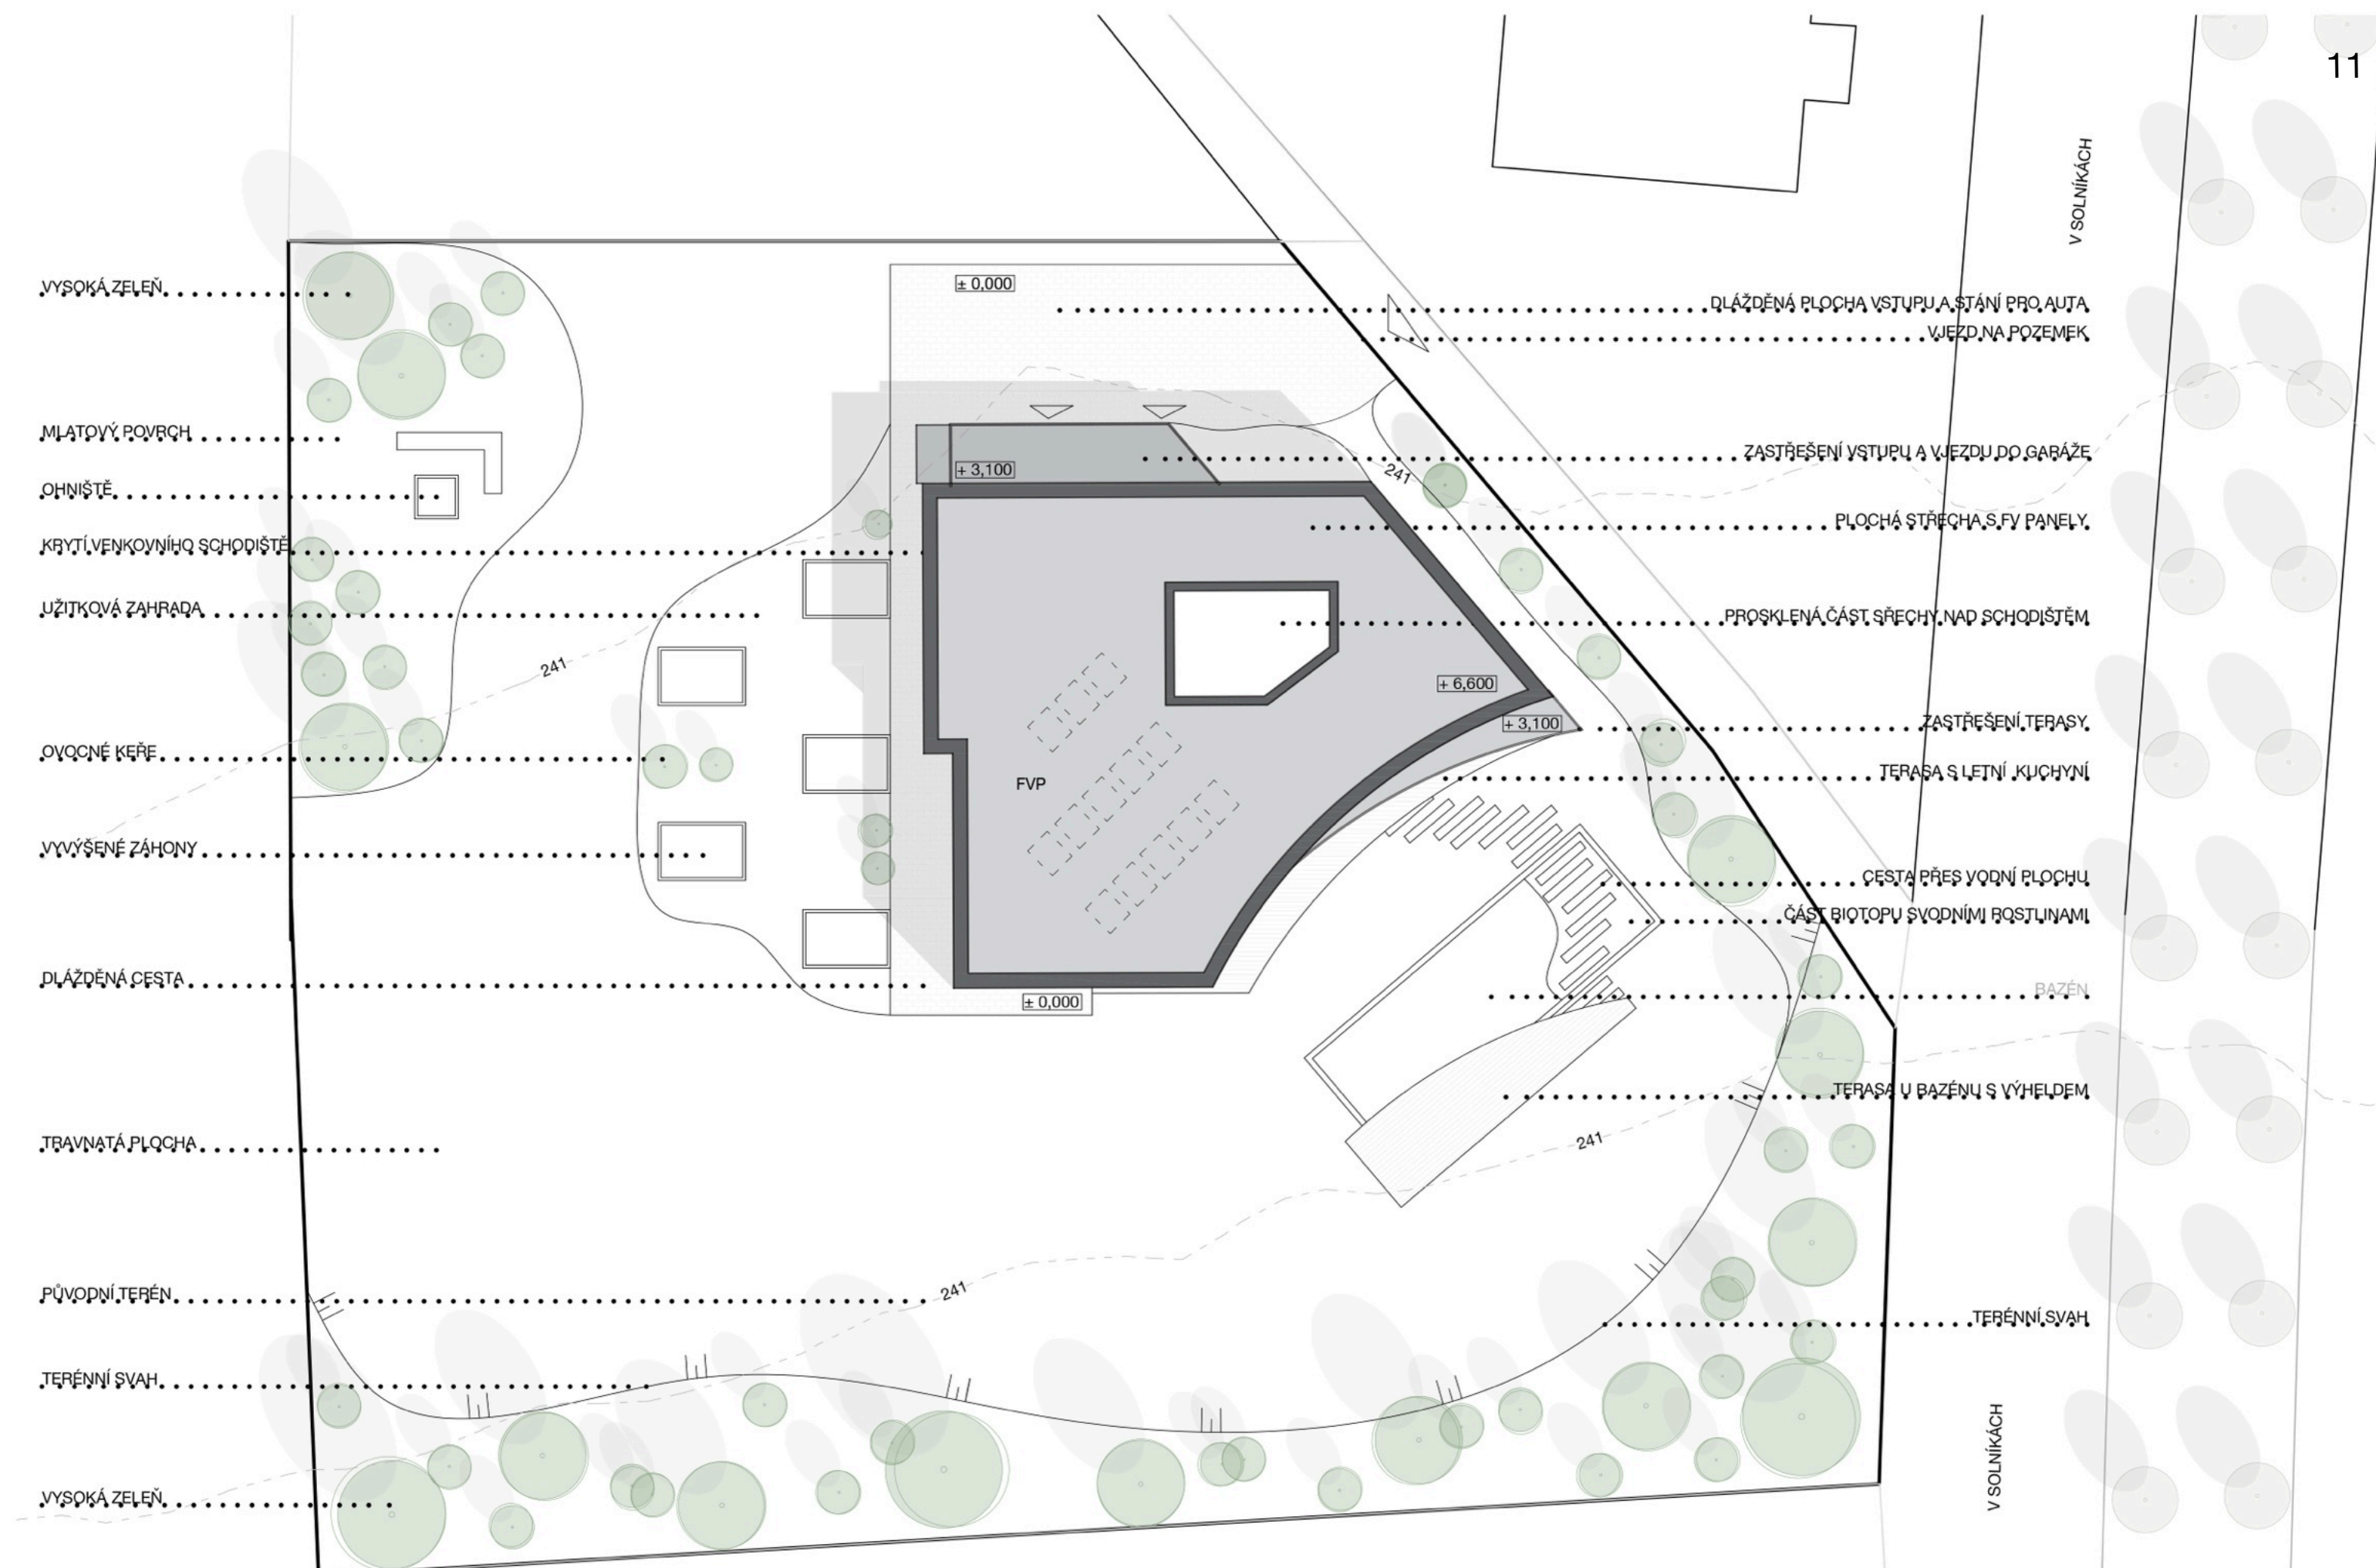 11
V SOLNÍKÁCH
VYSOKÁ ZELEŇ
MLATOVÝ POVRCH
OHNIŠTĚ
KRYTÍ VENKOVNÍHO SCHODIŠTĚ
UŽITKOVÁ ZAHRADA
OVOCNÉ KEŘE
VYVÝŠENÉ ZÁHONY
DLÁŽDĚNÁ CESTA
TRAVNATÁ PLOCHA
PŮVODNÍ TERÉN
TERÉNNÍ SVAH
VYSOKÁ ZELEŇ
± 0,000
+ 3,100
241
241
+ 6,600
+ 3,100
FVP
± 0,000
241
241
DLÁŽDĚNÁ PLOCHA VSTUPU A STÁNÍ PRO AUTA
VJEZD NA POZEMEK
ZASTŘEŠENÍ VSTUPU A VJEZDU DO GARÁŽE
PLOCHÁ STŘECHA S FV PANELY
PROSKLENÁ ČÁST SŘECHY NAD SCHODIŠTĚM
ZASTŘEŠENÍ TERASY
TERASA S LETNÍ KUCHYNÍ
CESTA PŘES VODNÍ PLOCHU
ČÁST BIOTOPU SVODNÍMI ROSTLINAMI
BAZÉN
TERASA U BAZÉNU S VÝHELDEM
TERÉNNÍ SVAH
V SOLNÍKÁCH